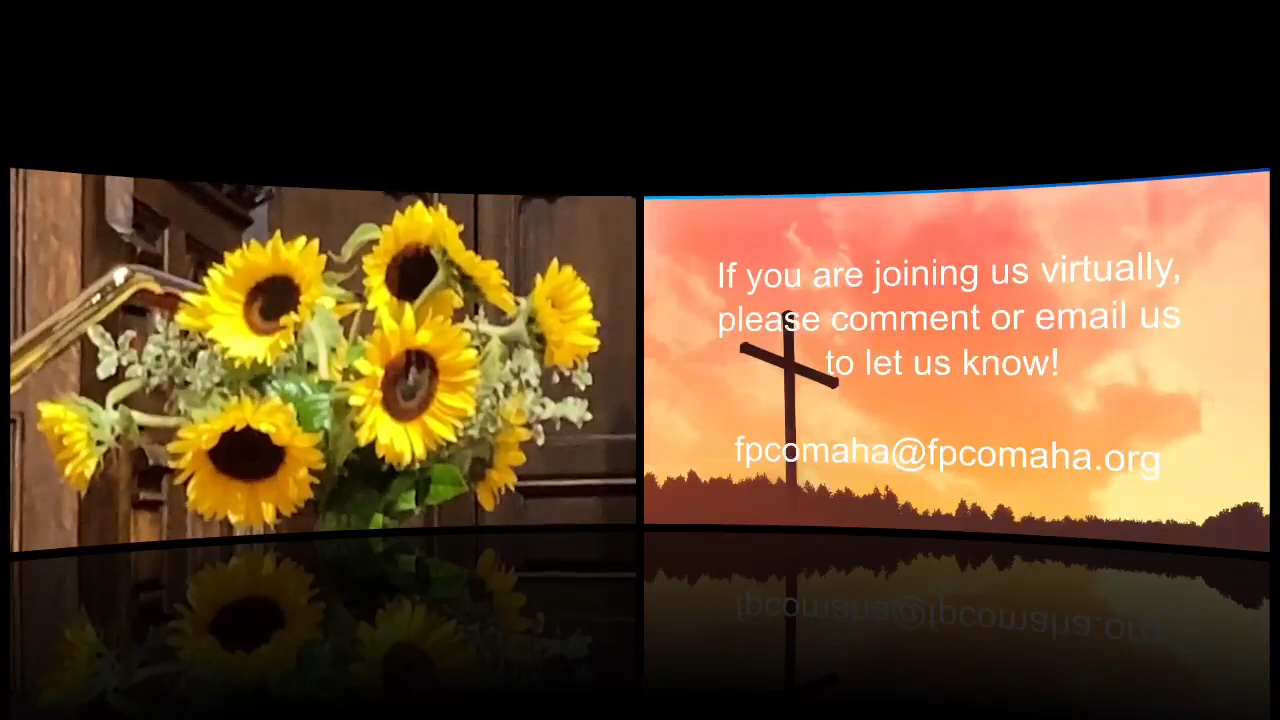 If you are joining us virtually,
please comment or email us
to let us know!
fpcomaha@fpcomaha.org